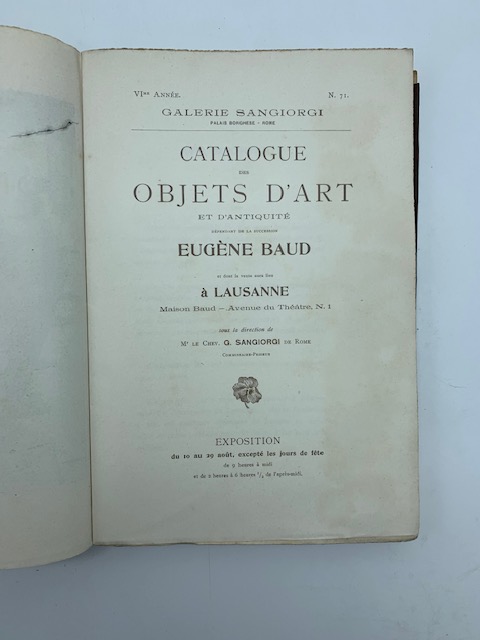 VIme ANNÉE. N. 71.
GALERIE SANGIORGI
PALAIS BORGHESE - ROME
CATALOGUE
DES
OBJETS D'ART
ET D'ANTIQUITÉ
DÉPENDANT DE LA SUCCESSION
EUGÈNE BAUD
et dont la vente aura lieu
à LAUSANNE
Maison Baud – Avenue du Théâtre, N. 1
sous la direction de
Mr LE CHEV. G. SANGIORGI DE ROME
COMMISSAIRE-PRISEUR
EXPOSITION
du 10 au 29 août, excepté les jours de fête
de 9 heures à midi
et de 2 heures à 6 heures 1/2 de l'après-midi.